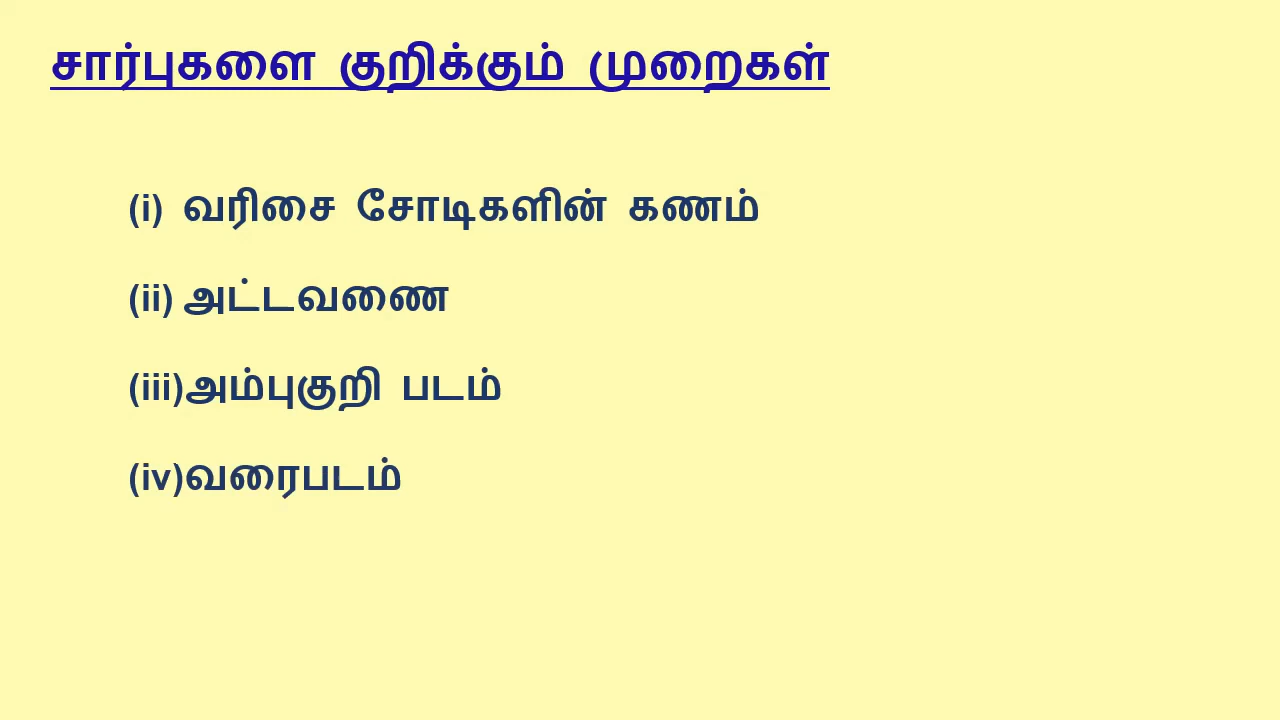 சார்புகளை குறிக்கும் முறைகள்
(i) வரிசை சோடிகளின் கணம்
(ii) அட்டவணை
(iii)அம்புகுறி படம்
(iv)வரைபடம்